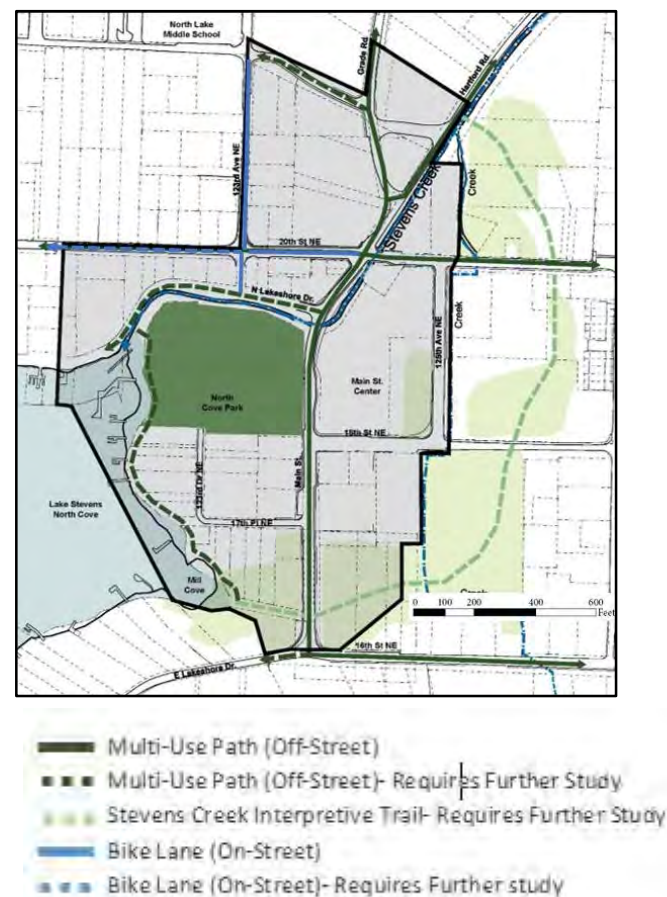 North Lake
Middle School
Grade Rd.
Hartford Rd.
123rd Ave NE
Stevens Creek
Creek
20th St NE
N Lakeshore Dr.
Creek
125th Ave NE
Main St.
Center
North
Cove Park
18th St NE
Main St.
123rd Dr NE
Lake Stevens
North Cove
17th Pl NE
Mill
Cove
0 100 200 400 600
Feet
16th St NE
E Lakeshore Dr.
Multi-Use Path (Off-Street)
Multi-Use Path (Off-Street)- Requires Further Study
Stevens Creek Interpretive Trail- Requires Further Study
Bike Lane (On-Street)
Bike Lane (On-Street)- Requires Further study